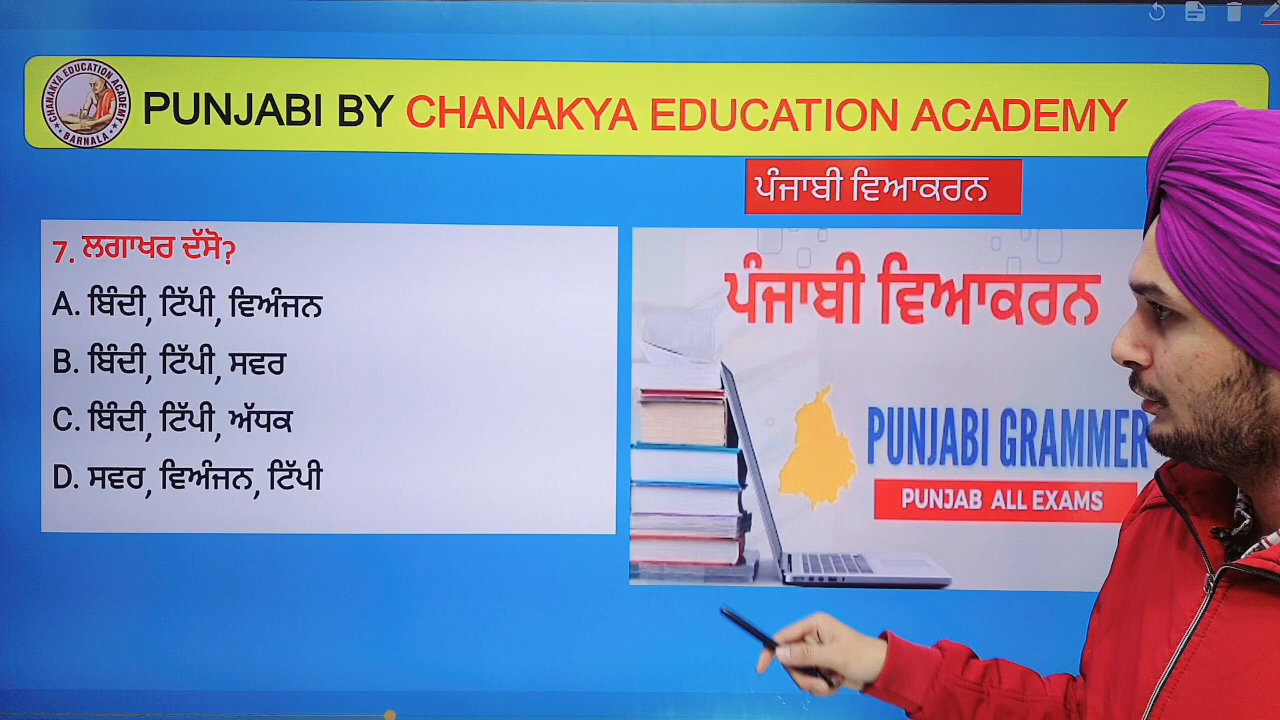 CHANAKYA EDUCATION ACADEMY
BARNALA
PUNJABI BY CHANAKYA EDUCATION ACADEMY
ਪੰਜਾਬੀ ਵਿਆਕਰਨ
7. ਲਗਾਖਰ ਦੱਸੋ?
A. ਬਿੰਦੀ, ਟਿੱਪੀ, ਵਿਅੰਜਨ
B. ਬਿੰਦੀ, ਟਿੱਪੀ, ਸਵਰ
C. ਬਿੰਦੀ, ਟਿੱਪੀ, ਅੱਧਕ
D. ਸਵਰ, ਵਿਅੰਜਨ, ਟਿੱਪੀ
ਪੰਜਾਬੀ ਵਿਆਕਰਨ
PUNJABI GRAMMER
PUNJAB ALL EXAMS